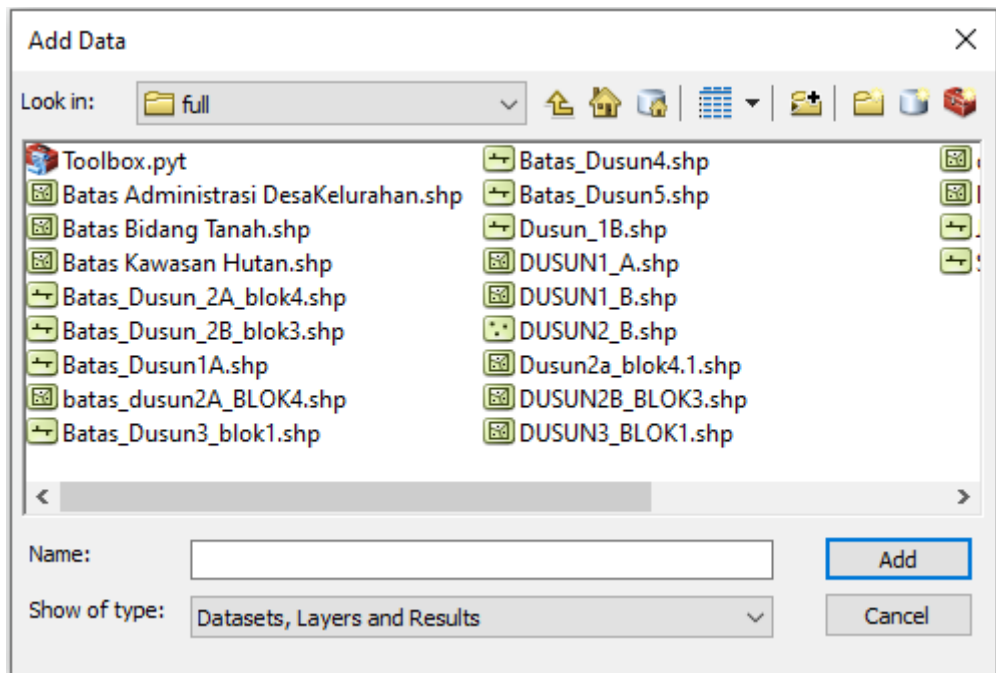 Add Data
Look in:
full
Toolbox.pyt
Batas Administrasi DesaKelurahan.shp
Batas Bidang Tanah.shp
Batas Kawasan Hutan.shp
Batas_Dusun_2A_blok4.shp
Batas_Dusun_2B_blok3.shp
Batas_Dusun1A.shp
batas_dusun2A_BLOK4.shp
Batas_Dusun3_blok1.shp
Batas_Dusun4.shp
Batas_Dusun5.shp
Dusun_1B.shp
DUSUN1_A.shp
DUSUN1_B.shp
DUSUN2_B.shp
Dusun2a_blok4.1.shp
DUSUN2B_BLOK3.shp
DUSUN3_BLOK1.shp
Name:
Add
Show of type:
Datasets, Layers and Results
Cancel